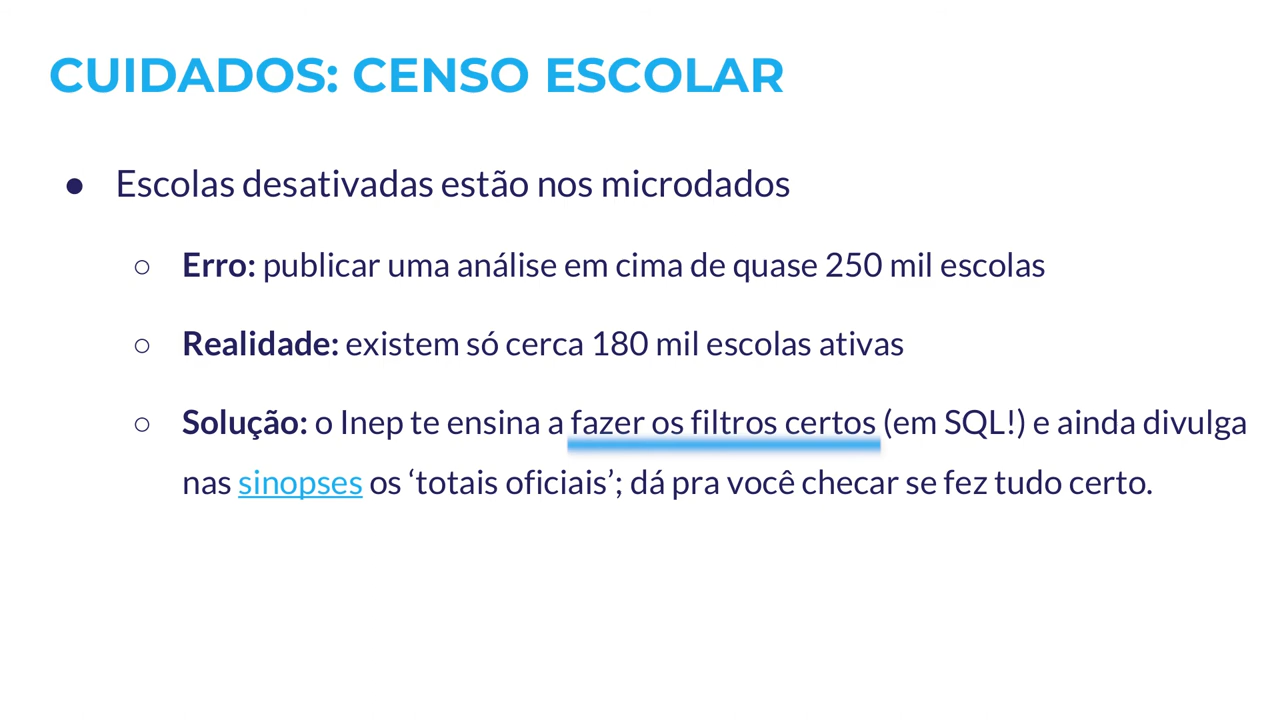 CUIDADOS: CENSO ESCOLAR
● Escolas desativadas estão nos microdados
○ Erro: publicar uma análise em cima de quase 250 mil escolas
○ Realidade: existem só cerca 180 mil escolas ativas
○ Solução: o Inep te ensina a fazer os filtros certos (em SQL!) e ainda divulga
nas sinopses os ‘totais oficiais’; dá pra você checar se fez tudo certo.